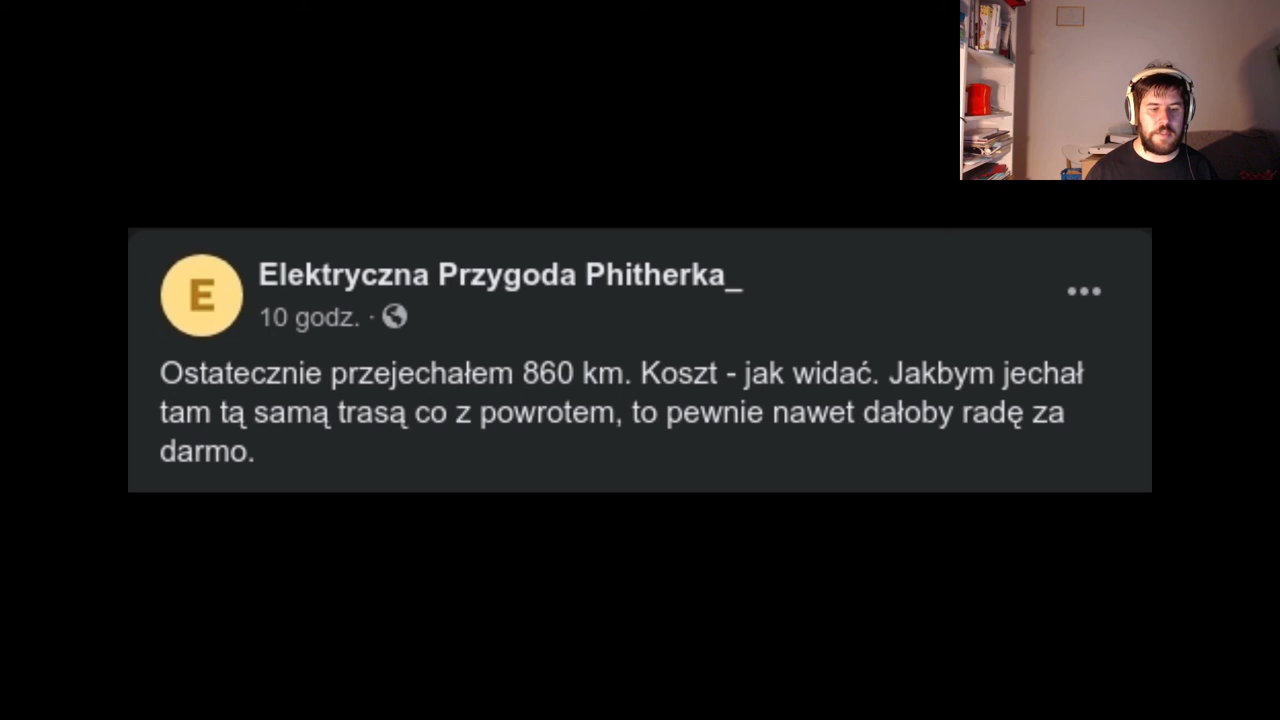 E
Elektryczna Przygoda Phitherka_
10 godz. ·
Ostatecznie przejechałem 860 km. Koszt - jak widać. Jakbym jechał
tam tą samą trasą co z powrotem, to pewnie nawet dałoby radę za
darmo.